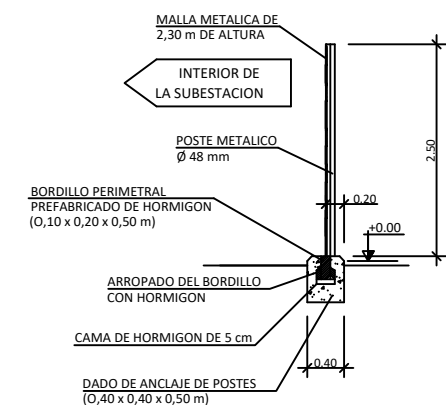 MALLA METALICA DE
2,30 m DE ALTURA
INTERIOR DE
LA SUBESTACION
2.50
POSTE METALICO
Ø 48 mm
BORDILLO PERIMETRAL
PREFABRICADO DE HORMIGON
(O,10 x 0,20 x 0,50 m)
0.20
+0.00
ARROPADO DEL BORDILLO
CON HORMIGON
CAMA DE HORMIGON DE 5 cm
0.40
DADO DE ANCLAJE DE POSTES
(O,40 x 0,40 x 0,50 m)